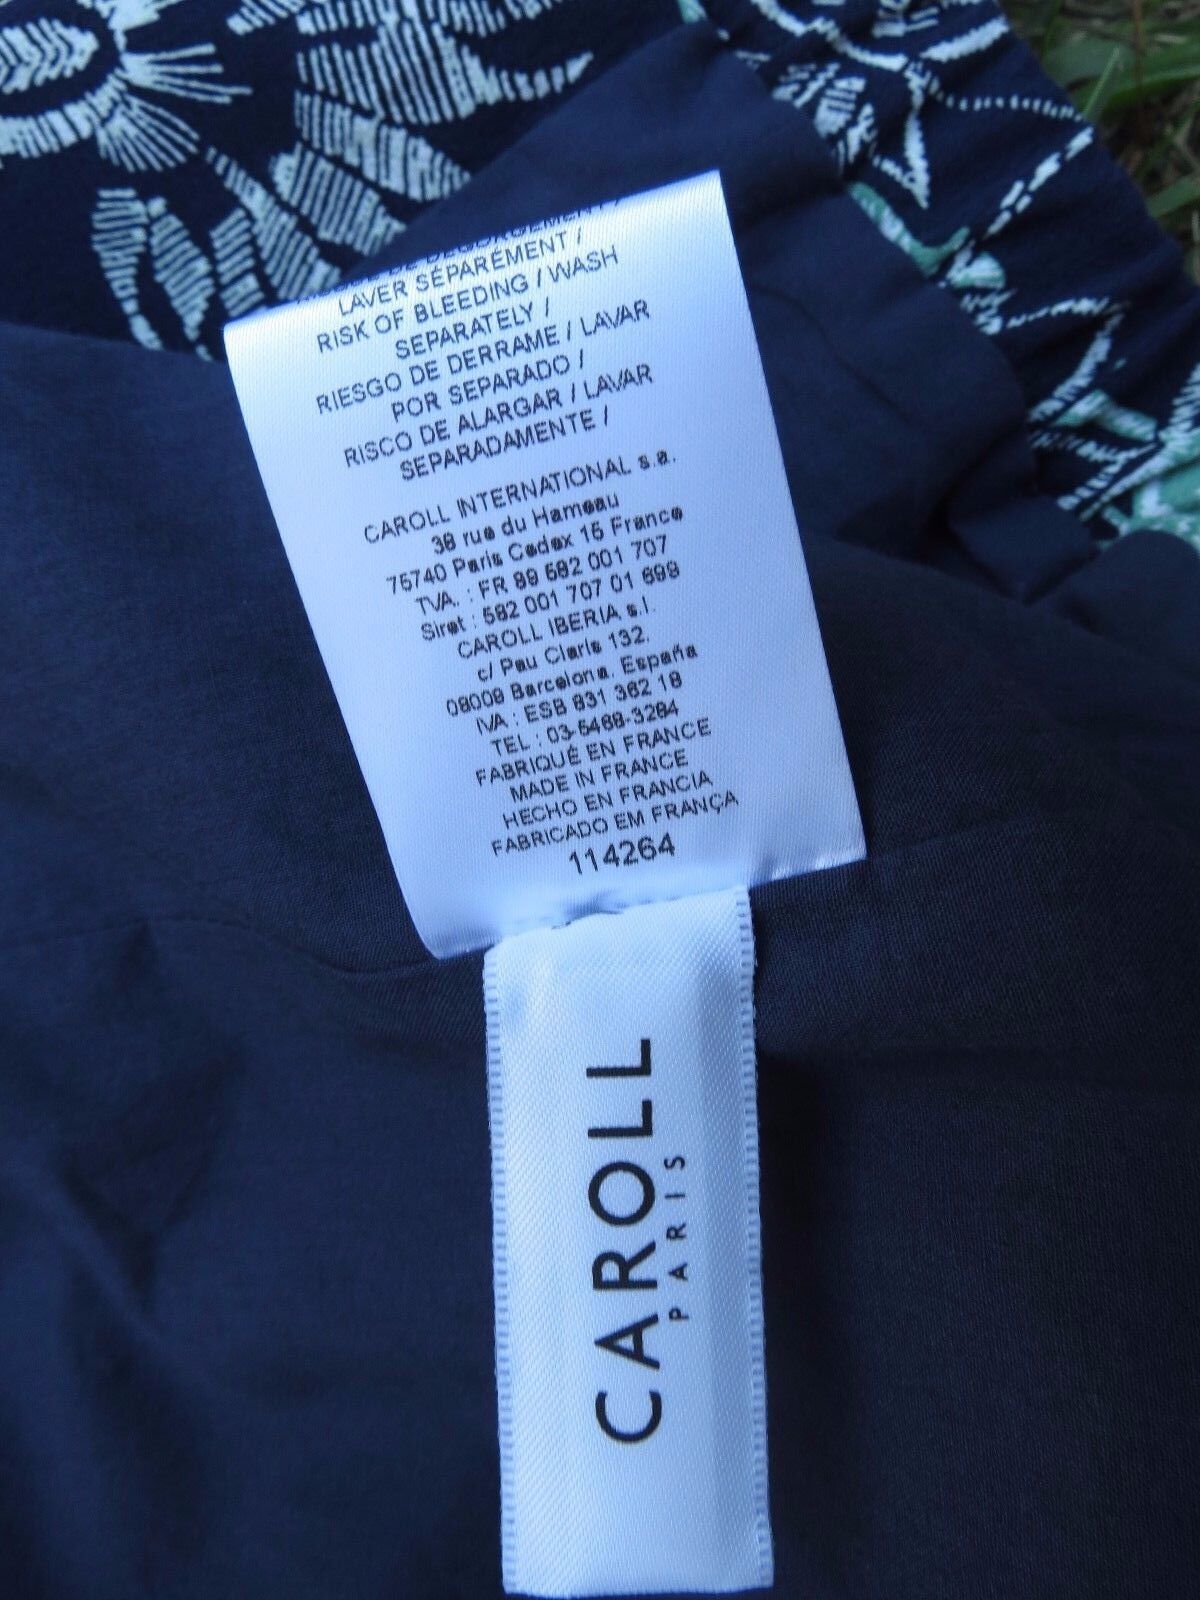 LAVER SÉPARÉMENT /
RISK OF BLEEDING / WASH
SEPARATELY /
RIESGO DE DERRAME / LAVAR
POR SEPARADO /
RISCO DE ALARGAR / LAVAR
SEPARADAMENTE /
CAROLL INTERNATIONAL s.a.
38 rue du Hameau
75740 Paris Cedex 15 France
TVA. : FR 89 582 001 707
Siret : 582 001 707 01 699
CAROLL IBERIA s.l.
c/ Pau Claris 132.
08009 Barcelona. España
IVA : ESB 831 362 18
TEL : 03-5468-3284
FABRIQUÉ EN FRANCE
MADE IN FRANCE
HECHO EN FRANCIA
FABRICADO EM FRANÇA
114264
CAROLL
PARIS